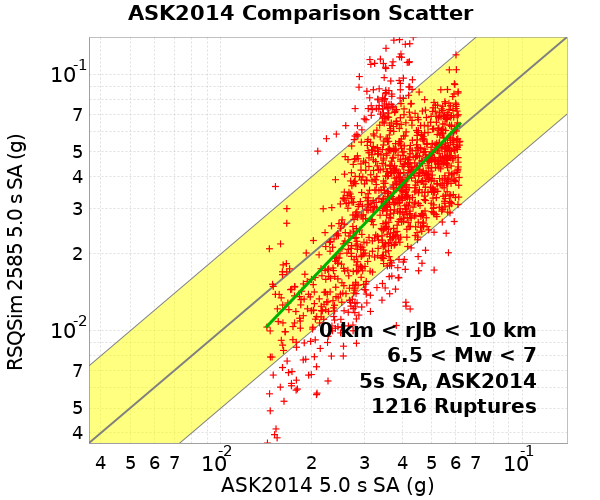 ASK2014 Comparison Scatter
RSQSim 2585 5.0 s SA (g)
10^-1
7
5
4
3
2
10^-2
7
5
4
0 km < rJB < 10 km
6.5 < Mw < 7
5s SA, ASK2014
1216 Ruptures
4 5 6 7 10^-2 2 3 4 5 6 7 10^-1
ASK2014 5.0 s SA (g)